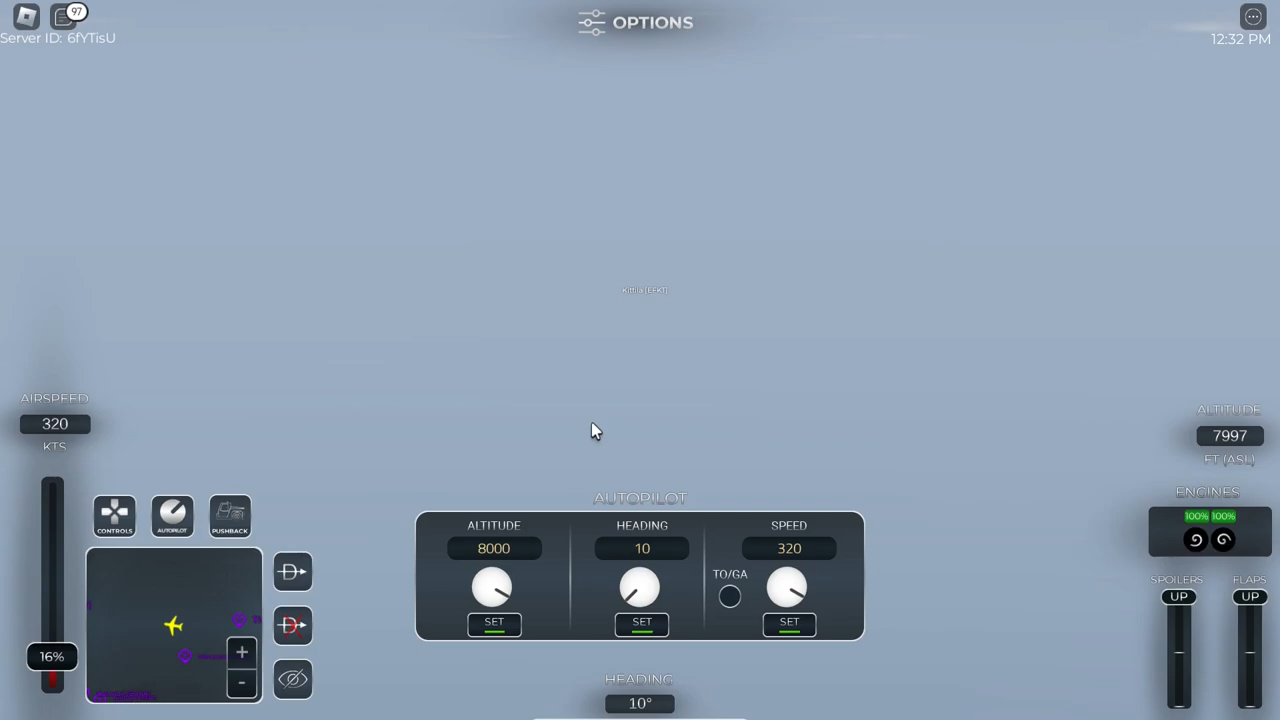 97
OPTIONS
Server ID: 6fYTisU
12:32 PM
Kittila [EFKT]
AIRSPEED
320
KTS
ALTITUDE
7997
FT (ASL)
ENGINES
100% 100%
CONTROLS
AUTOPILOT
PUSHBACK
AUTOPILOT
ALTITUDE
HEADING
SPEED
8000
10
320
TO/GA
SET
SET
SET
SPOILERS
FLAPS
UP
UP
16%
+
-
HEADING
10°